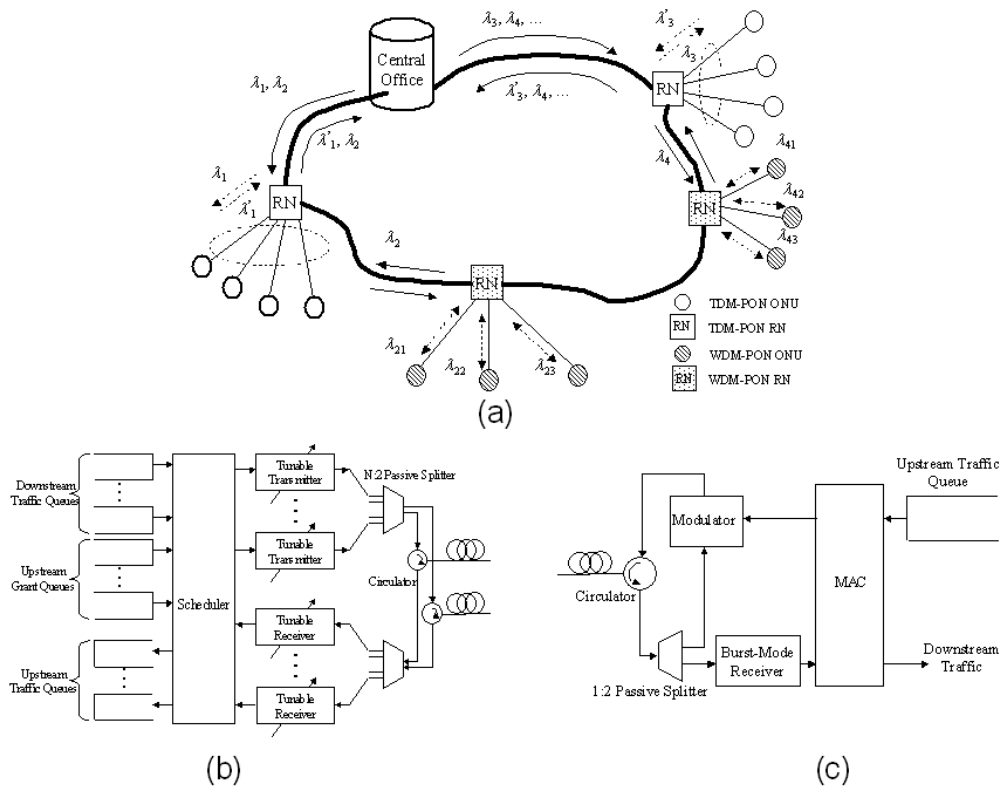 λ₃, λ₄, ...
λ'₃
λ₃
Central
Office
RN
λ₁, λ₂
λ'₃, λ₄, ...
λ'₁, λ₂
λ₄
λ₄₁
λ₁
λ'₁
RN
RN
λ₄₂
λ₄₃
λ₂
RN
TDM-PON ONU
RN
TDM-PON RN
λ₂₁
λ₂₂
λ₂₃
WDM-PON ONU
RN
WDM-PON RN
(a)
Downstream
Traffic Queues
Upstream
Grant Queues
Upstream
Traffic Queues
Scheduler
Tunable
Transmitter
Tunable
Transmitter
Tunable
Receiver
Tunable
Receiver
N:2 Passive Splitter
Circulator
(b)
Circulator
Modulator
1:2 Passive Splitter
Burst-Mode
Receiver
MAC
Upstream Traffic
Queue
Downstream
Traffic
(c)